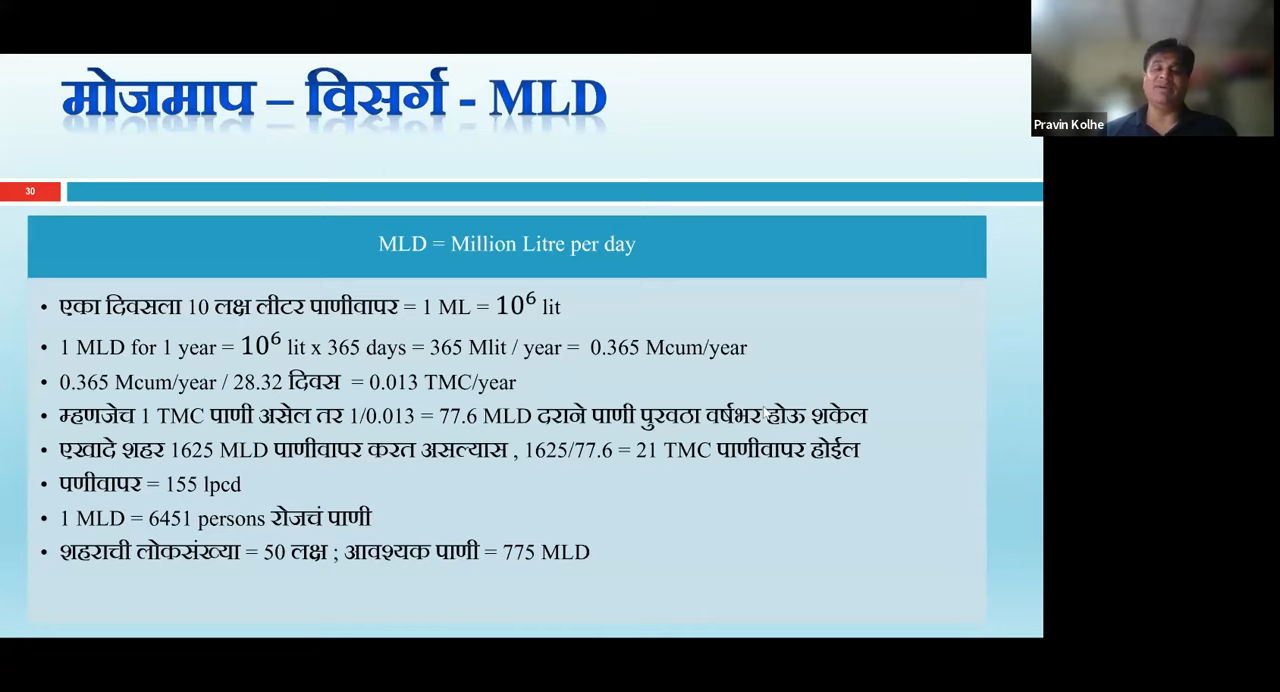 मोजमाप – विसर्ग - MLD
Pravin Kolhe
30
MLD = Million Litre per day
• एका दिवसला 10 लक्ष लीटर पाणीवापर = 1 ML = 10⁶ lit
• 1 MLD for 1 year = 10⁶ lit x 365 days = 365 Mlit / year = 0.365 Mcum/year
• 0.365 Mcum/year / 28.32 दिवस = 0.013 TMC/year
• म्हणजेच 1 TMC पाणी असेल तर 1/0.013 = 77.6 MLD दराने पाणी पुरवठा वर्षभर होऊ शकेल
• एखादे शहर 1625 MLD पाणीवापर करत असल्यास , 1625/77.6 = 21 TMC पाणीवापर होईल
• पणीवापर = 155 lpcd
• 1 MLD = 6451 persons रोजचं पाणी
• शहराची लोकसंख्या = 50 लक्ष ; आवश्यक पाणी = 775 MLD